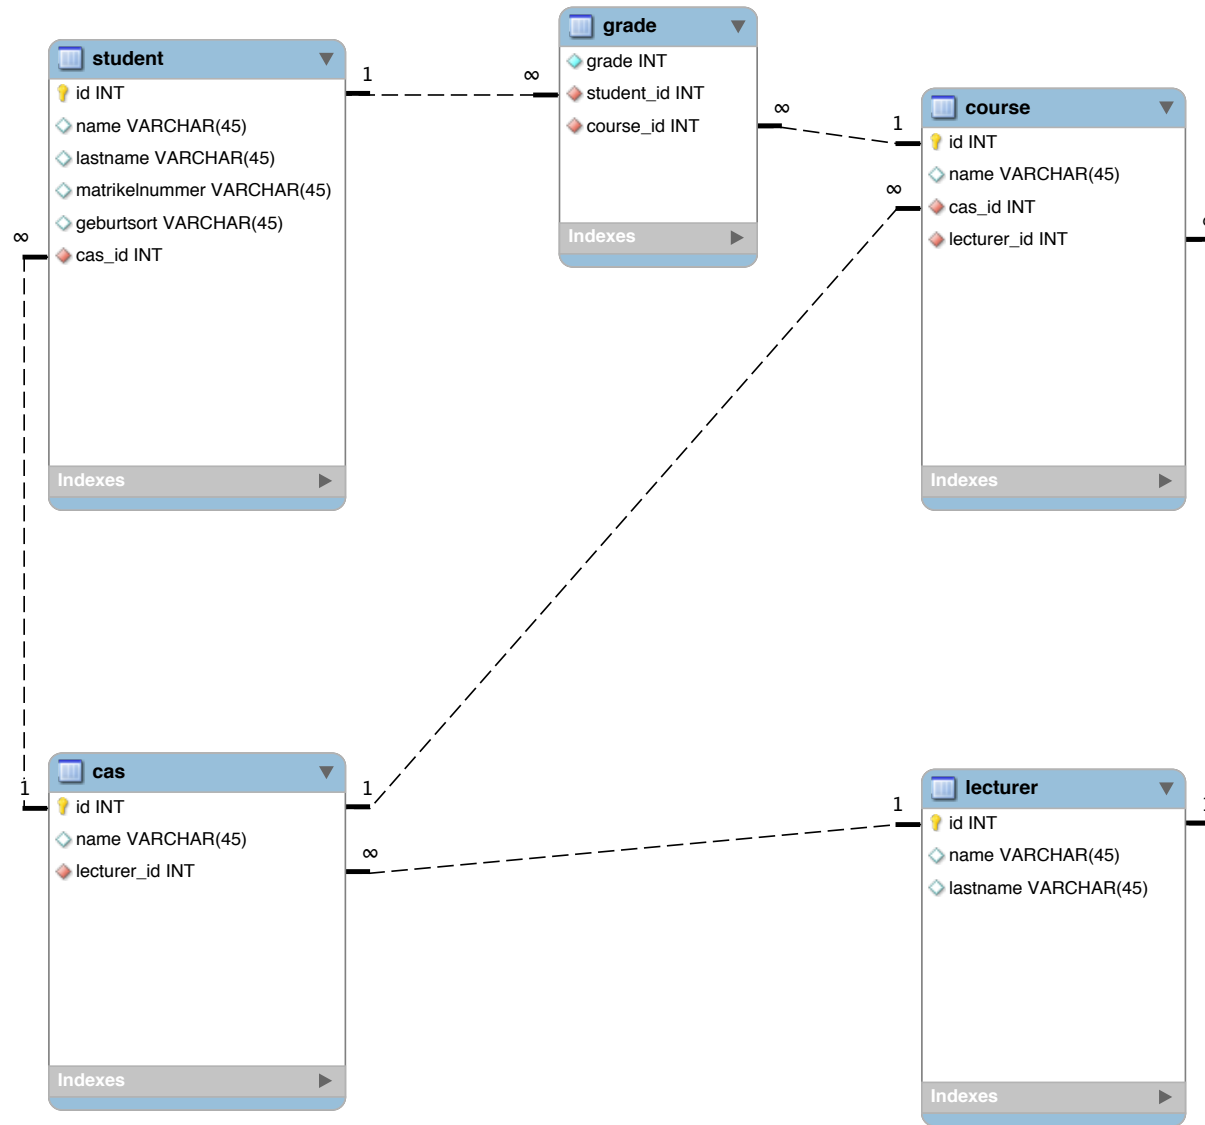 student
id INT
name VARCHAR(45)
lastname VARCHAR(45)
matrikelnummer VARCHAR(45)
geburtsort VARCHAR(45)
cas_id INT
Indexes
1
∞
∞
grade
grade INT
student_id INT
course_id INT
Indexes
∞
1
∞
course
id INT
name VARCHAR(45)
cas_id INT
lecturer_id INT
Indexes
cas
id INT
name VARCHAR(45)
lecturer_id INT
Indexes
1
1
∞
1
lecturer
id INT
name VARCHAR(45)
lastname VARCHAR(45)
Indexes